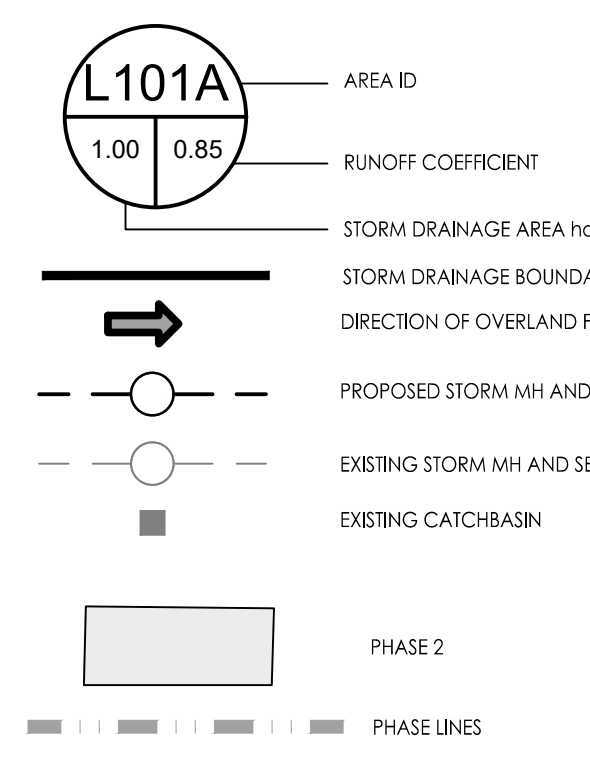 L101A
AREA ID
1.00 0.85
RUNOFF COEFFICIENT
STORM DRAINAGE AREA
STORM DRAINAGE
DIRECTION OF OVERLAND
PROPOSED STORM MH AND
EXISTING STORM MH AND
EXISTING CATCHBASIN
PHASE 2
PHASE LINES